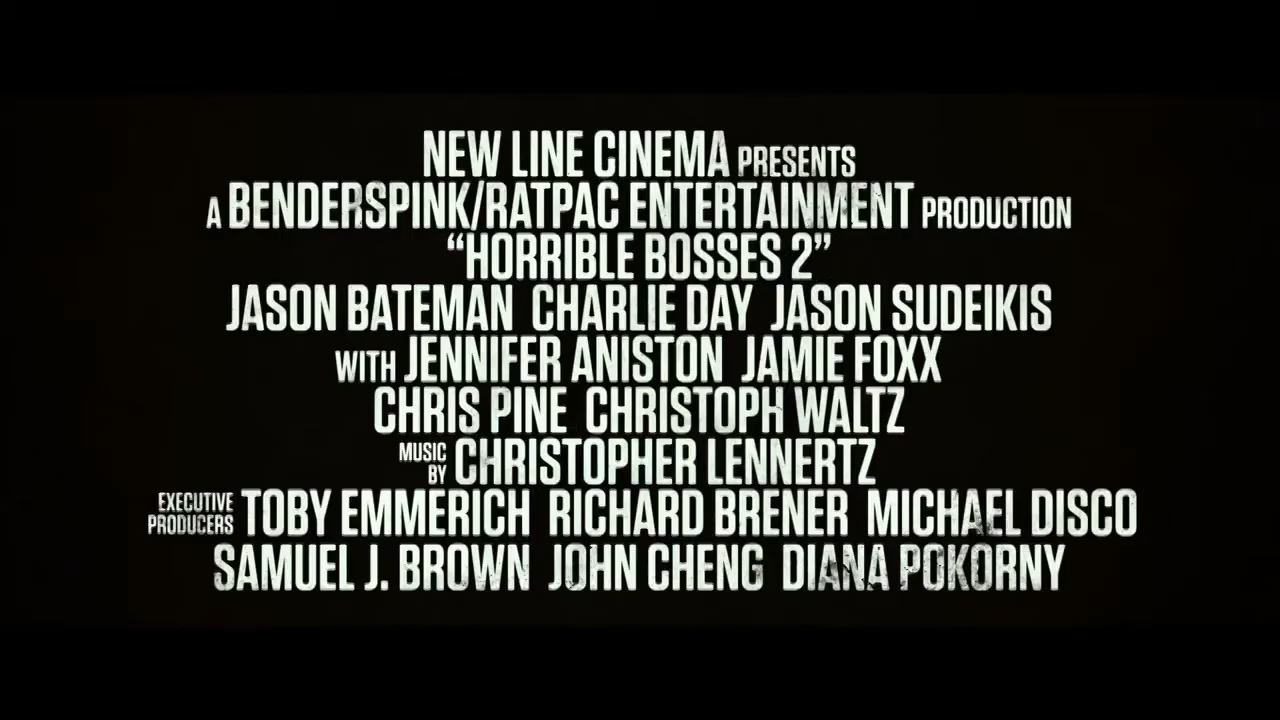 NEW LINE CINEMA PRESENTS
A BENDERSPINK/RATPAC ENTERTAINMENT PRODUCTION
“HORRIBLE BOSSES 2”
JASON BATEMAN CHARLIE DAY JASON SUDEIKIS
WITH JENNIFER ANISTON JAMIE FOXX
CHRIS PINE CHRISTOPH WALTZ
MUSIC BY CHRISTOPHER LENNERTZ
EXECUTIVE PRODUCERS TOBY EMMERICH RICHARD BRENER MICHAEL DISCO
SAMUEL J. BROWN JOHN CHENG DIANA POKORNY